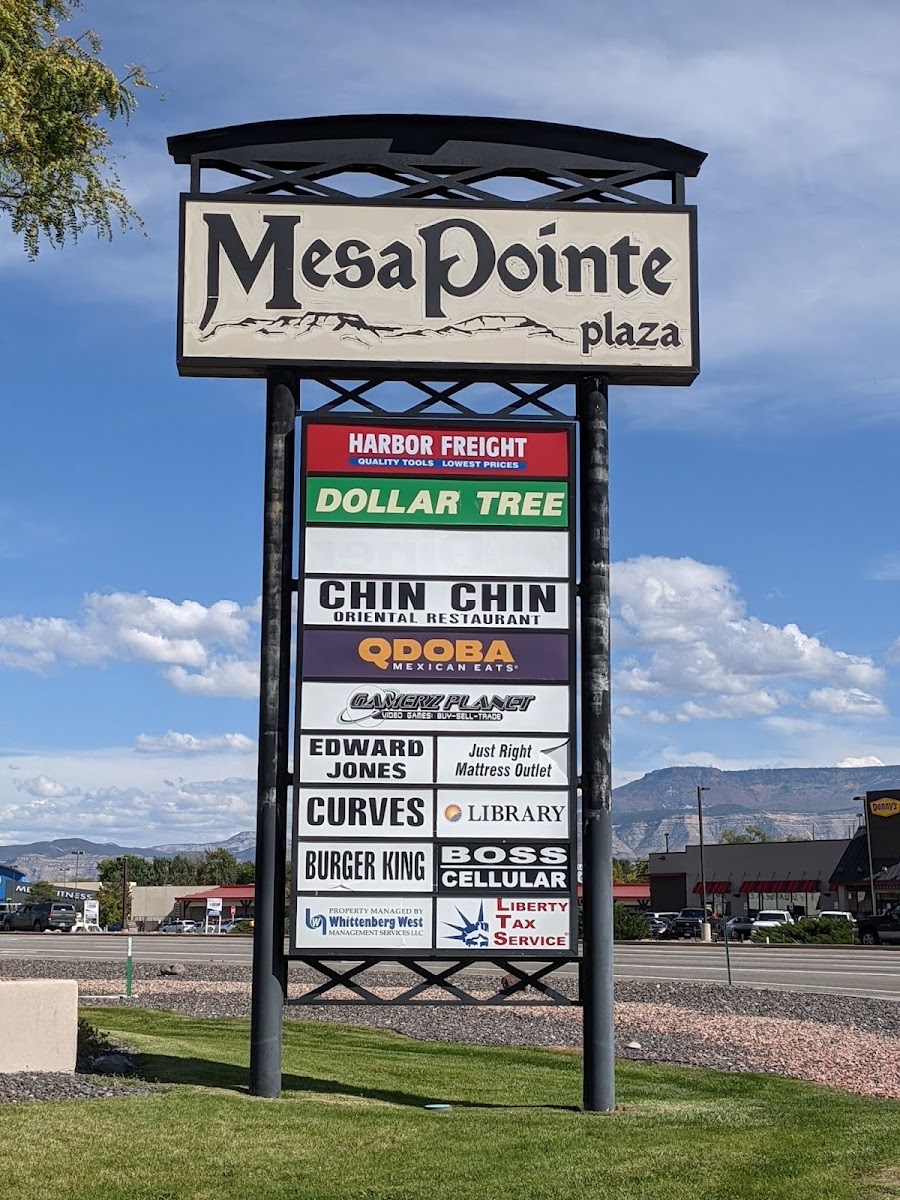 MesaPointe
plaza
HARBOR FREIGHT
QUALITY TOOLS LOWEST PRICES
DOLLAR TREE
CHIN CHIN
ORIENTAL RESTAURANT
QDOBA
MEXICAN EATS
GAMERZ PLANET
VIDEO GAMES: BUY-SELL-TRADE
EDWARD
JONES
Just Right
Mattress Outlet
CURVES
LIBRARY
BURGER KING
BOSS
CELLULAR
PROPERTY MANAGED BY
Whittenberg West
MANAGEMENT SERVICES LLC
LIBERTY
TAX
SERVICE
Denny's